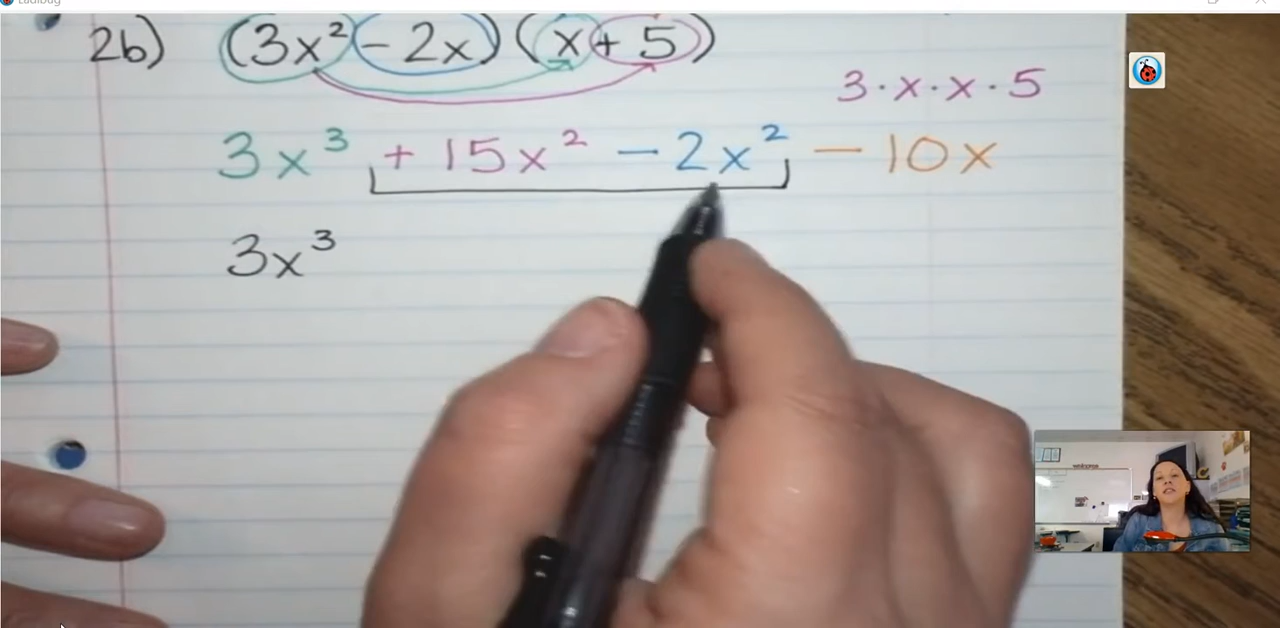 Ladibug
2b) (3x² - 2x) (x + 5)
3 · x · x · 5
3x³ + 15x² - 2x² - 10x
3x³